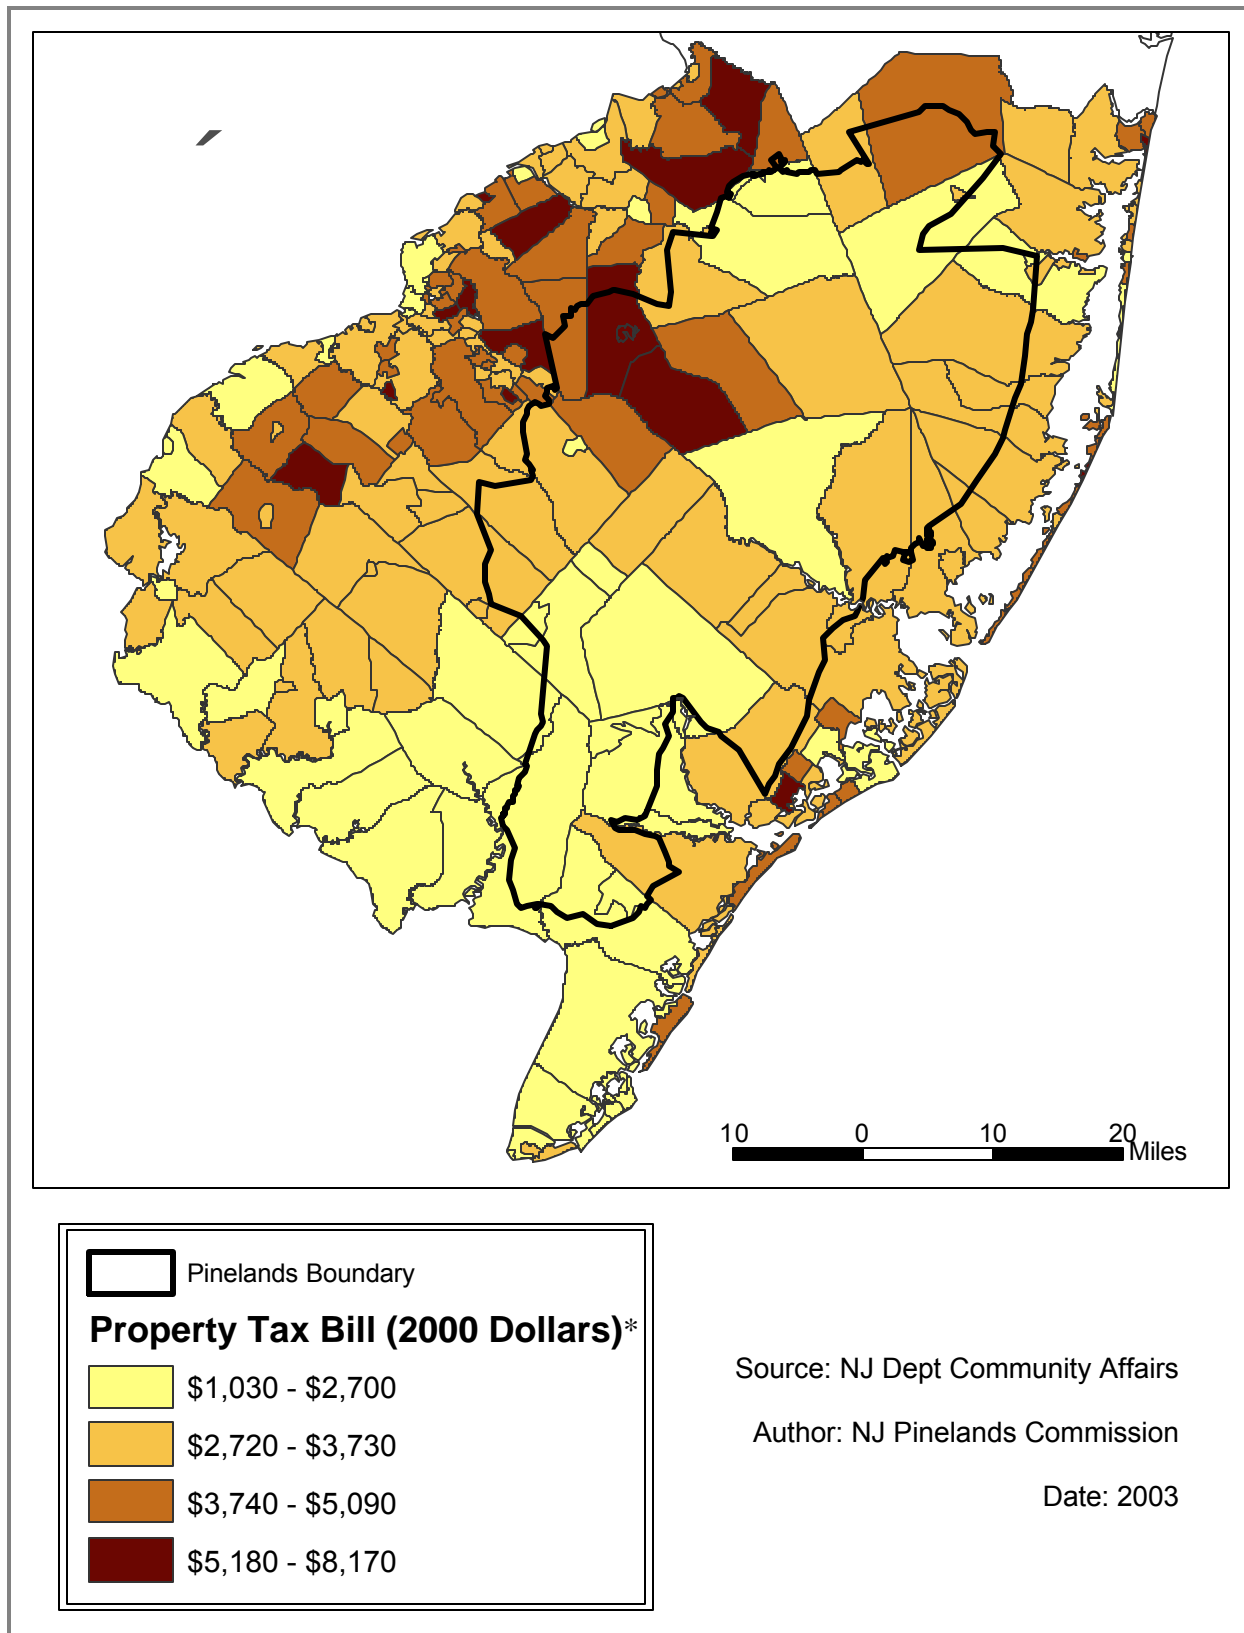 10 0 10 20
Miles
Pinelands Boundary
Property Tax Bill (2000 Dollars)*
$1,030 - $2,700
$2,720 - $3,730
$3,740 - $5,090
$5,180 - $8,170
Source: NJ Dept Community Affairs
Author: NJ Pinelands Commission
Date: 2003